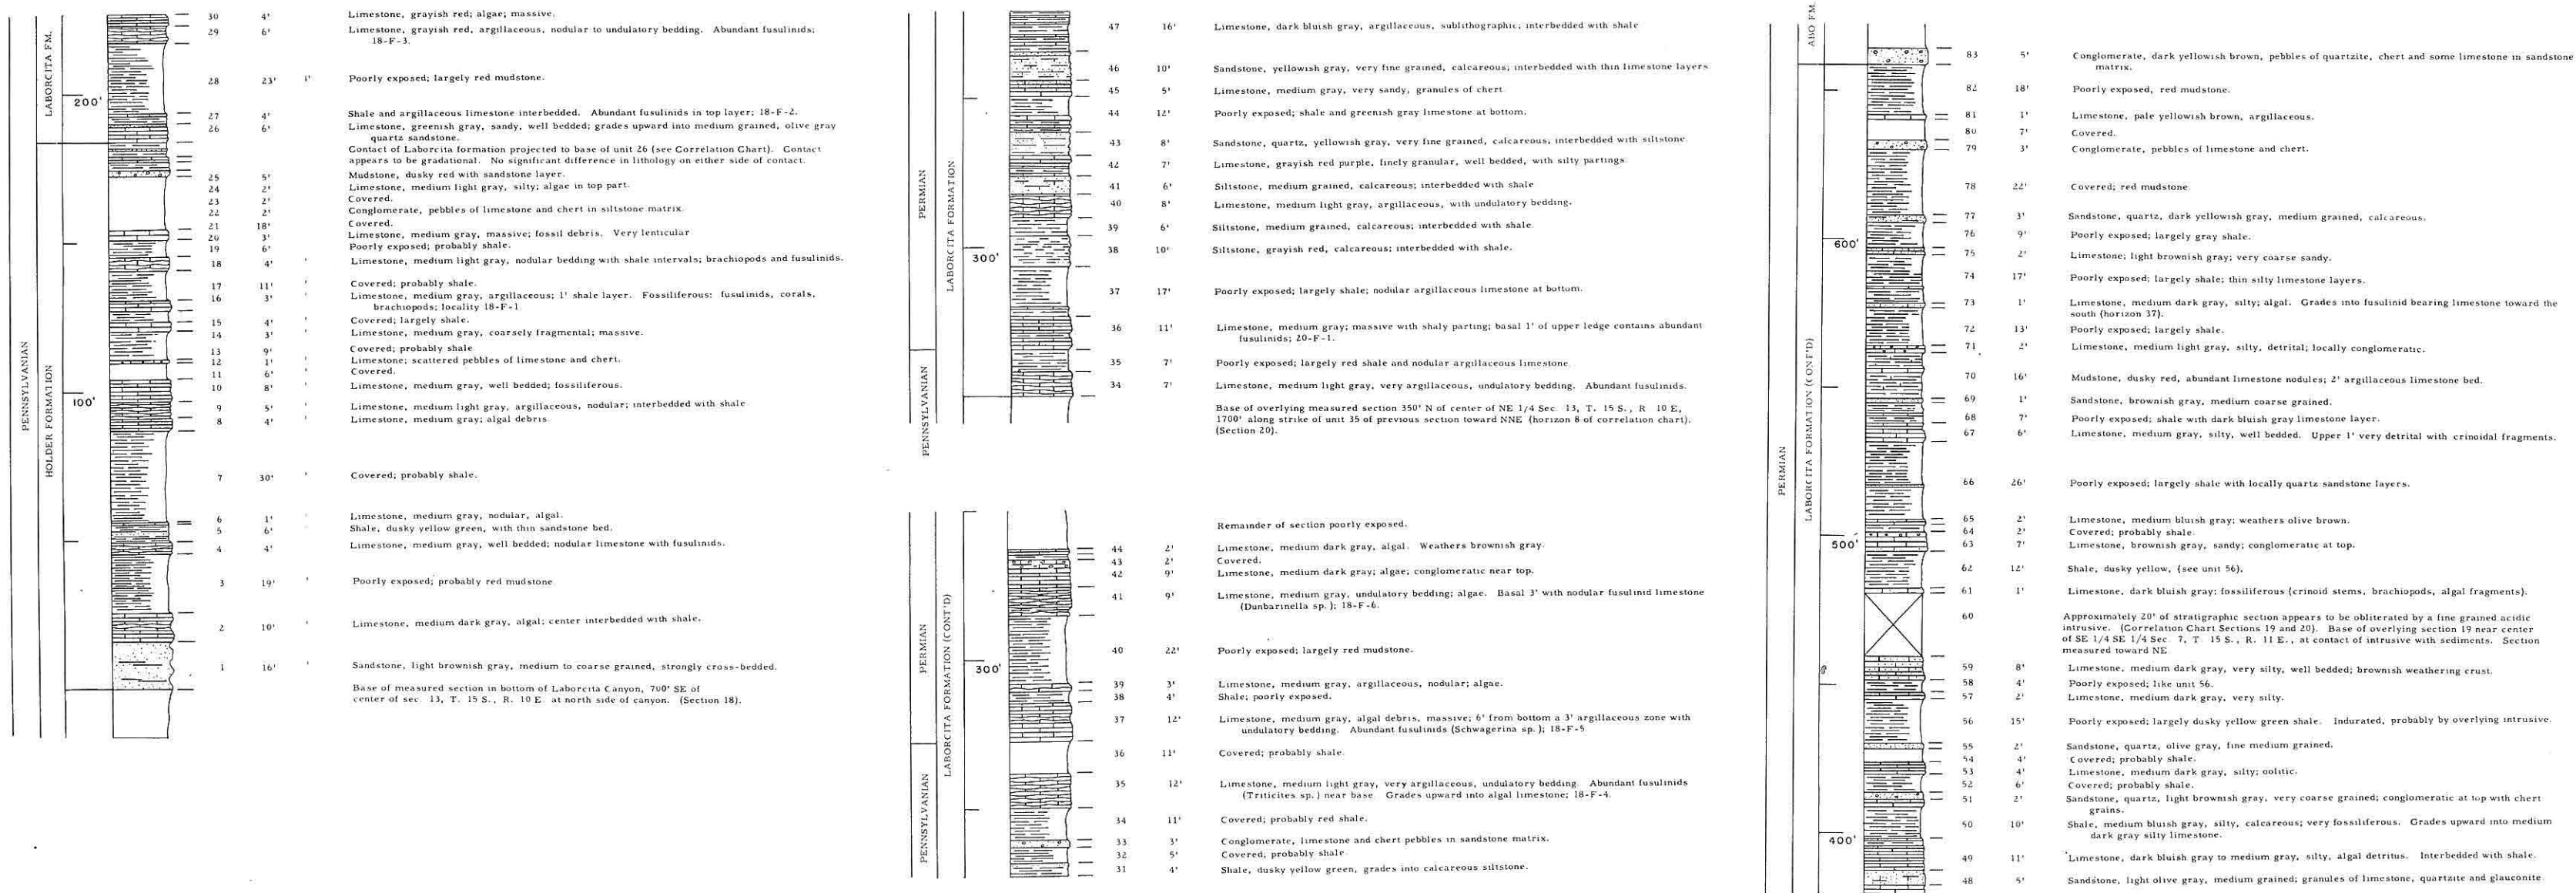 LABORCITA FM.
PENNSYLVANIAN
HOLDER FORMATION
200'
100'
30 4' Limestone, grayish red; algae; massive.
29 6' Limestone, grayish red, argillaceous, nodular to undulatory bedding. Abundant fusulinids;
18-F-3.
28 23' Poorly exposed; largely red mudstone.
27 4' Shale and argillaceous limestone interbedded. Abundant fusulinids in top layer; 18-F-2.
26 6' Limestone, greenish gray, sandy, well bedded; grades upward into medium grained, olive gray
quartz sandstone.
Contact of Laborcita formation projected to base of unit 26 (see Correlation Chart). Contact
appears to be gradational. No significant difference in lithology on either side of contact.
25 5' Mudstone, dusky red with sandstone layer.
24 2' Limestone, medium light gray, silty; algae in top part.
23 2' Covered.
22 2' Conglomerate, pebbles of limestone and chert in siltstone matrix.
21 18' Covered.
20 3' Limestone, medium gray, massive; fossil debris. Very lenticular
19 6' Poorly exposed; probably shale.
18 4' Limestone, medium light gray, nodular bedding with shale intervals; brachiopods and fusulinids.
17 11' Covered; probably shale.
16 3' Limestone, medium gray, argillaceous; 1' shale layer. Fossiliferous: fusulinids, corals,
brachiopods; locality 18-F-1
15 4' Covered; largely shale.
14 3' Limestone, medium gray, coarsely fragmental; massive.
13 9' Covered; probably shale
12 1' Limestone; scattered pebbles of limestone and chert.
11 6' Covered.
10 8' Limestone, medium gray, well bedded; fossiliferous.
9 5' Limestone, medium light gray, argillaceous, nodular; interbedded with shale
8 4' Limestone, medium gray; algal debris
7 30' Covered; probably shale.
6 1' Limestone, medium gray, nodular, algal.
5 6' Shale, dusky yellow green, with thin sandstone bed.
4 4' Limestone, medium gray, well bedded; nodular limestone with fusulinids.
3 19' Poorly exposed; probably red mudstone
2 10' Limestone, medium dark gray, algal; center interbedded with shale.
1 16' Sandstone, light brownish gray, medium to coarse grained, strongly cross-bedded.
Base of measured section in bottom of Laborcita Canyon, 700' SE of
center of sec. 13, T. 15 S., R. 10 E. at north side of canyon. (Section 18).
PERMIAN
PENNSYLVANIAN
LABORCITA FORMATION
300'
47 16' Limestone, dark bluish gray, argillaceous, sublithographic; interbedded with shale
46 10' Sandstone, yellowish gray, very fine grained, calcareous; interbedded with thin limestone layers
45 5' Limestone, medium gray, very sandy, granules of chert.
44 12' Poorly exposed; shale and greenish gray limestone at bottom.
43 8' Sandstone, quartz, yellowish gray, very fine grained, calcareous; interbedded with siltstone.
42 7' Limestone, grayish red purple, finely granular, well bedded, with silty partings
41 6' Siltstone, medium grained, calcareous; interbedded with shale
40 8' Limestone, medium light gray, argillaceous, with undulatory bedding.
39 6' Siltstone, medium grained, calcareous; interbedded with shale
38 10' Siltstone, grayish red, calcareous; interbedded with shale.
37 17' Poorly exposed; largely shale; nodular argillaceous limestone at bottom.
36 11' Limestone, medium gray; massive with shaly parting; basal 1' of upper ledge contains abundant
fusulinids; 20-F-1.
35 7' Poorly exposed; largely red shale and nodular argillaceous limestone
34 7' Limestone, medium light gray, very argillaceous, undulatory bedding. Abundant fusulinids.
Base of overlying measured section 350' N of center of NE 1/4 Sec 13, T. 15 S., R 10 E,
1700' along strike of unit 35 of previous section toward NNE (horizon 8 of correlation chart).
(Section 20).
PERMIAN
PENNSYLVANIAN
LABORCITA FORMATION (CONT'D)
300'
Remainder of section poorly exposed.
44 2' Limestone, medium dark gray, algal. Weathers brownish gray.
43 2' Covered.
42 9' Limestone, medium dark gray; algae; conglomeratic near top.
41 9' Limestone, medium gray, undulatory bedding; algae. Basal 3' with nodular fusulinid limestone
(Dunbarinella sp.); 18-F-6.
40 22' Poorly exposed; largely red mudstone.
39 3' Limestone, medium gray, argillaceous, nodular; algae.
38 4' Shale; poorly exposed.
37 12' Limestone, medium gray, algal debris, massive; 6' from bottom a 3' argillaceous zone with
undulatory bedding. Abundant fusulinids (Schwagerina sp.); 18-F-5
36 11' Covered; probably shale.
35 12' Limestone, medium light gray, very argillaceous, undulatory bedding. Abundant fusulinids
(Triticites sp.) near base Grades upward into algal limestone; 18-F-4.
34 11' Covered; probably red shale.
33 3' Conglomerate, limestone and chert pebbles in sandstone matrix.
32 5' Covered, probably shale
31 4' Shale, dusky yellow green, grades into calcareous siltstone.
ABO FM.
PERMIAN
LABORCITA FORMATION (CONT'D)
600'
500'
400'
83 5' Conglomerate, dark yellowish brown, pebbles of quartzite, chert and some limestone in sandstone
matrix.
82 18' Poorly exposed, red mudstone.
81 1' Limestone, pale yellowish brown, argillaceous.
80 7' Covered.
79 3' Conglomerate, pebbles of limestone and chert.
78 22' Covered; red mudstone
77 3' Sandstone, quartz, dark yellowish gray, medium grained, calcareous.
76 9' Poorly exposed; largely gray shale.
75 2' Limestone; light brownish gray; very coarse sandy.
74 17' Poorly exposed; largely shale; thin silty limestone layers.
73 1' Limestone, medium dark gray, silty; algal. Grades into fusulinid bearing limestone toward the
south (horizon 37).
72 13' Poorly exposed; largely shale.
71 2' Limestone, medium light gray, silty, detrital; locally conglomeratic.
70 16' Mudstone, dusky red, abundant limestone nodules; 2' argillaceous limestone bed.
69 1' Sandstone, brownish gray, medium coarse grained.
68 7' Poorly exposed; shale with dark bluish gray limestone layer.
67 6' Limestone, medium gray, silty, well bedded. Upper 1' very detrital with crinoidal fragments.
66 26' Poorly exposed; largely shale with locally quartz sandstone layers.
65 2' Limestone, medium bluish gray; weathers olive brown.
64 2' Covered; probably shale
63 7' Limestone, brownish gray, sandy; conglomeratic at top.
62 12' Shale, dusky yellow, (see unit 56).
61 1' Limestone, dark bluish gray; fossiliferous (crinoid stems, brachiopods, algal fragments).
60 Approximately 20' of stratigraphic section appears to be obliterated by a fine grained acidic
intrusive. (Correlation Chart Sections 19 and 20). Base of overlying section 19 near center
of SE 1/4 SE 1/4 Sec. 7, T 15 S., R. 11 E., at contact of intrusive with sediments. Section
measured toward NE
59 8' Limestone, medium dark gray, very silty, well bedded; brownish weathering crust.
58 4' Poorly exposed; like unit 56.
57 2' Limestone, medium dark gray, very silty.
56 15' Poorly exposed; largely dusky yellow green shale. Indurated, probably by overlying intrusive.
55 2' Sandstone, quartz, olive gray, fine medium grained.
54 4' Covered; probably shale.
53 4' Limestone, medium dark gray, silty; oolitic.
52 6' Covered; probably shale.
51 2' Sandstone, quartz, light brownish gray, very coarse grained; conglomeratic at top with chert
grains.
50 10' Shale, medium bluish gray, silty, calcareous; very fossiliferous. Grades upward into medium
dark gray silty limestone.
49 11' Limestone, dark bluish gray to medium gray, silty, algal detritus. Interbedded with shale.
48 5' Sandstone, light olive gray, medium grained; granules of limestone, quartzite and glauconite